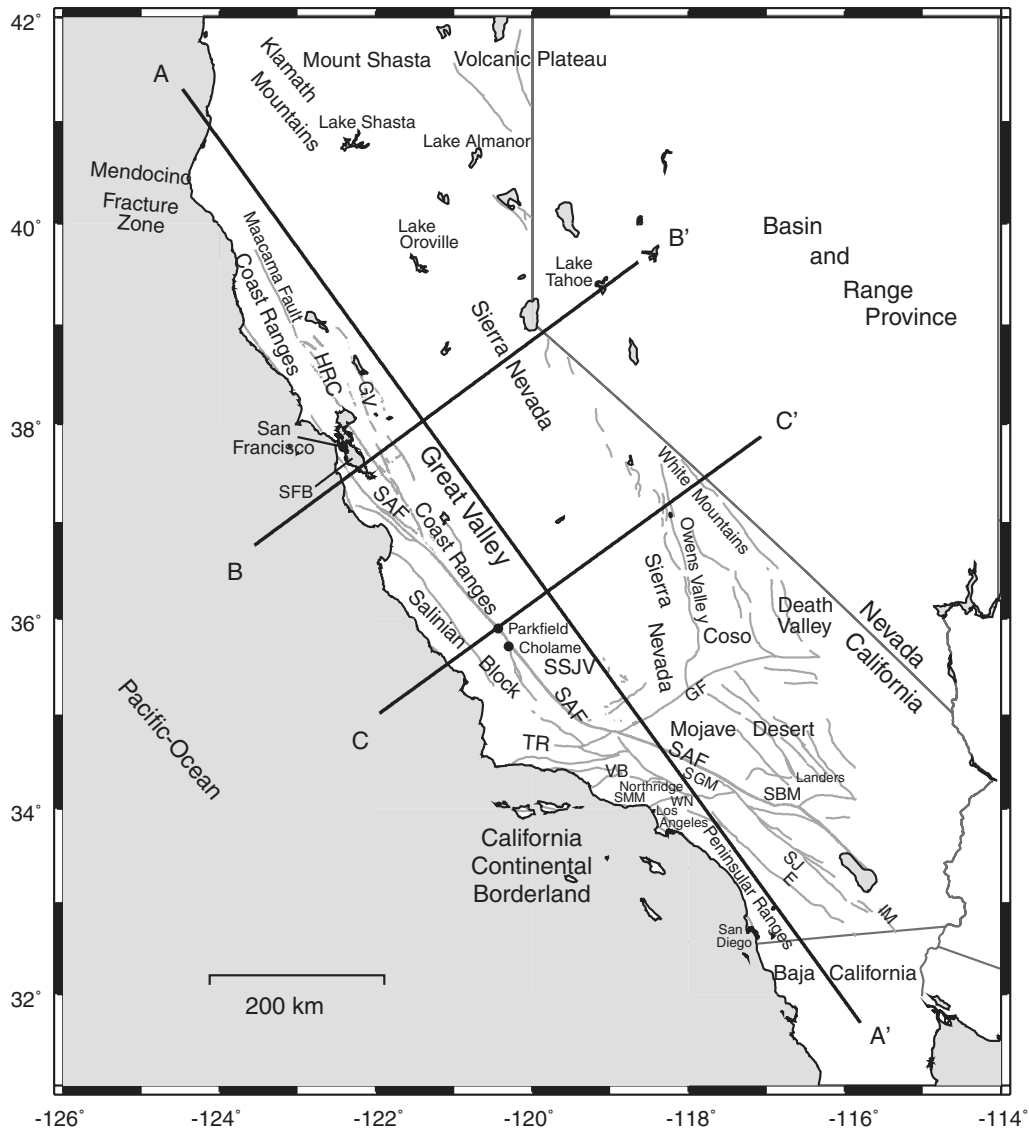 42°
40°
38°
36°
34°
32°
-126°
-124°
-122°
-120°
-118°
-116°
-114°
A
Klamath
Mountains
Mount Shasta
Volcanic Plateau
Lake Shasta
Lake Almanor
Mendocino
Fracture
Zone
Maacama Fault
Coast Ranges
Lake
Oroville
Lake
Tahoe
B'
Basin
and
Range
Province
HRC
GV
Sierra
Nevada
San
Francisco
SFB
SAF
Coast Ranges
Great Valley
C'
White
Mountains
Owens Valley
B
Salinian
Block
Parkfield
Cholame
SSJV
SAF
Sierra
Nevada
Coso
Death
Valley
Nevada
California
GF
C
Pacific-Ocean
TR
Mojave
Desert
SAF
VB
SGM
Northridge
SMM
WN
Landers
SBM
Los
Angeles
California
Continental
Borderland
Peninsular Ranges
SJ
E
IM
San
Diego
Baja
California
A'
200 km